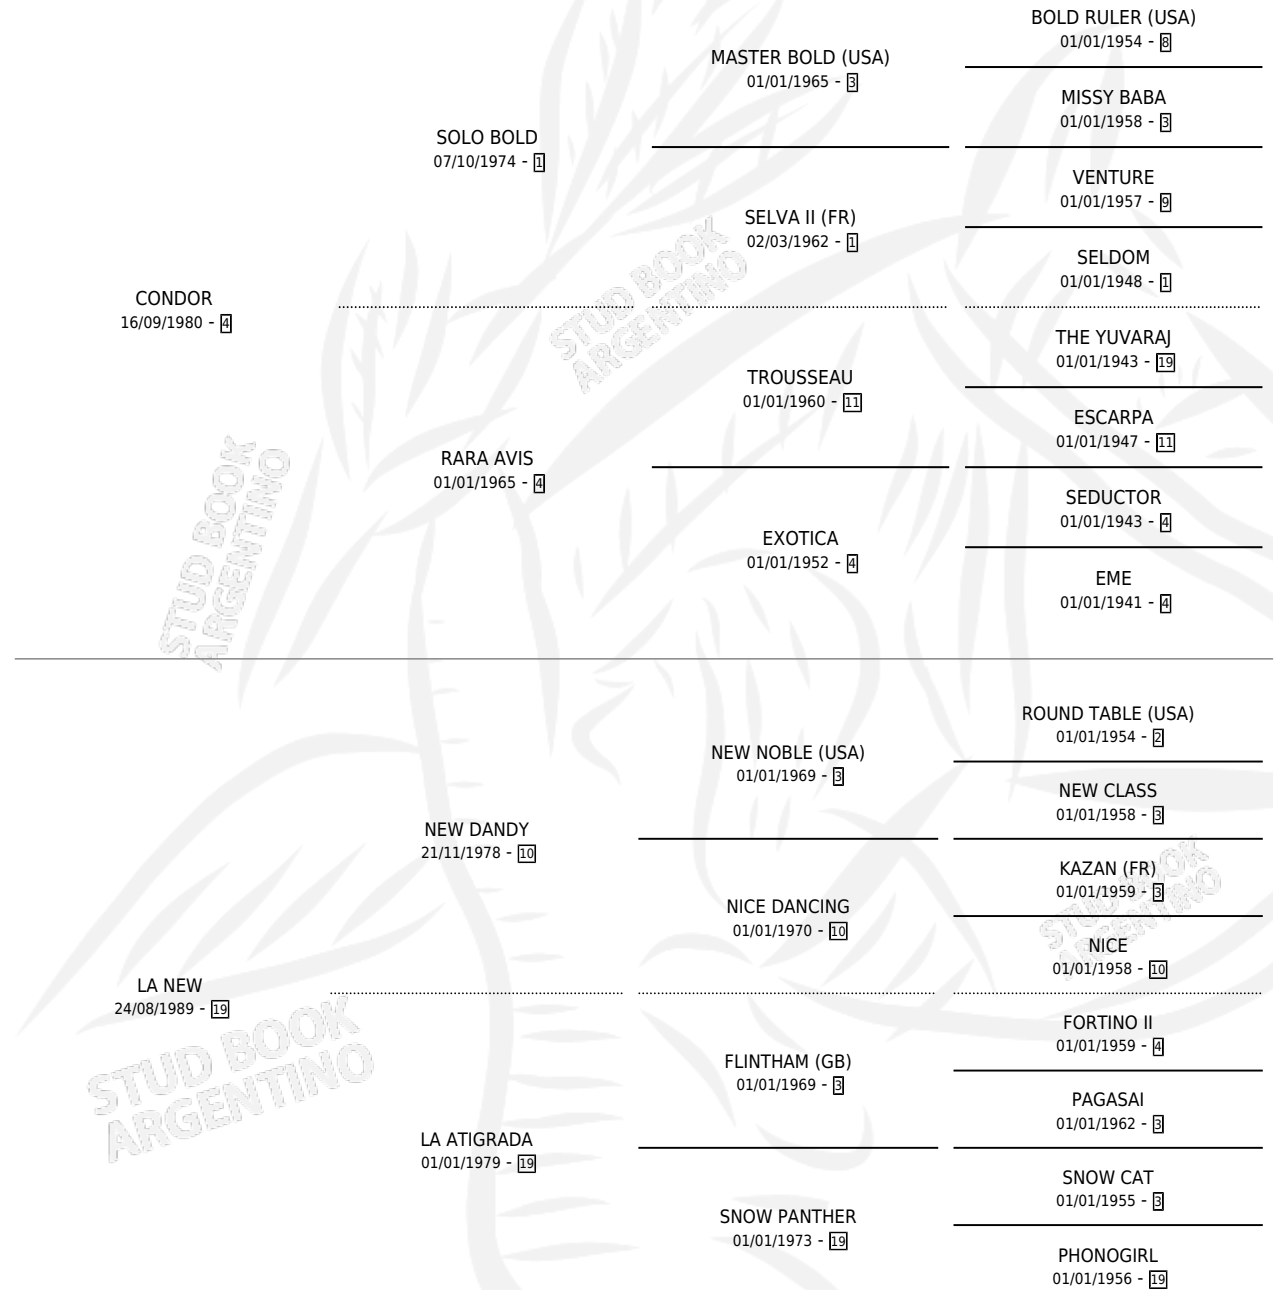 BOLD RULER (USA)
01/01/1954 - 8
MASTER BOLD (USA)
01/01/1965 - 3
MISSY BABA
01/01/1958 - 3
SOLO BOLD
07/10/1974 - 1
VENTURE
01/01/1957 - 9
SELVA II (FR)
02/03/1962 - 1
SELDOM
01/01/1948 - 1
CONDOR
16/09/1980 - 4
THE YUVARAJ
01/01/1943 - 19
TROUSSEAU
01/01/1960 - 11
ESCARPA
01/01/1947 - 11
RARA AVIS
01/01/1965 - 4
SEDUCTOR
01/01/1943 - 4
EXOTICA
01/01/1952 - 4
EME
01/01/1941 - 4
STUD BOOK
ARGENTINO
STUD BOOK
ARGENTINO
ROUND TABLE (USA)
01/01/1954 - 2
NEW NOBLE (USA)
01/01/1969 - 3
NEW CLASS
01/01/1958 - 3
NEW DANDY
21/11/1978 - 10
KAZAN (FR)
01/01/1959 - 3
NICE DANCING
01/01/1970 - 10
NICE
01/01/1958 - 10
LA NEW
24/08/1989 - 19
FORTINO II
01/01/1959 - 4
FLINTHAM (GB)
01/01/1969 - 3
PAGASAI
01/01/1962 - 3
LA ATIGRADA
01/01/1979 - 19
SNOW CAT
01/01/1955 - 3
SNOW PANTHER
01/01/1973 - 19
PHONOGIRL
01/01/1956 - 19
STUD BOOK
ARGENTINO
STUD BOOK
ARGENTINO